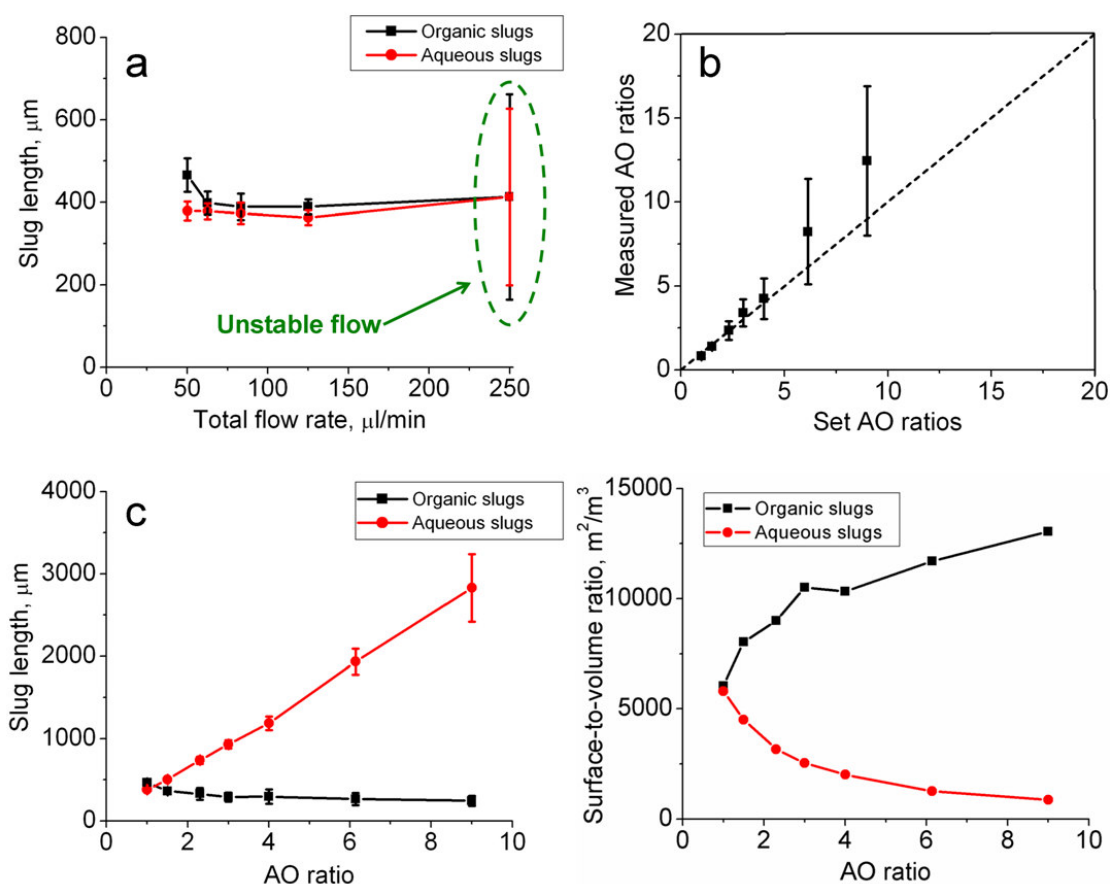 a
Organic slugs
Aqueous slugs
Slug length, μm
800
600
400
200
0
Unstable flow
0 50 100 150 200 250
Total flow rate, μl/min
b
Measured AO ratios
20
15
10
5
0
0 5 10 15 20
Set AO ratios
c
Organic slugs
Aqueous slugs
Slug length, μm
4000
3000
2000
1000
0
0 2 4 6 8 10
AO ratio
Organic slugs
Aqueous slugs
Surface-to-volume ratio, m²/m³
15000
10000
5000
0
0 2 4 6 8 10
AO ratio